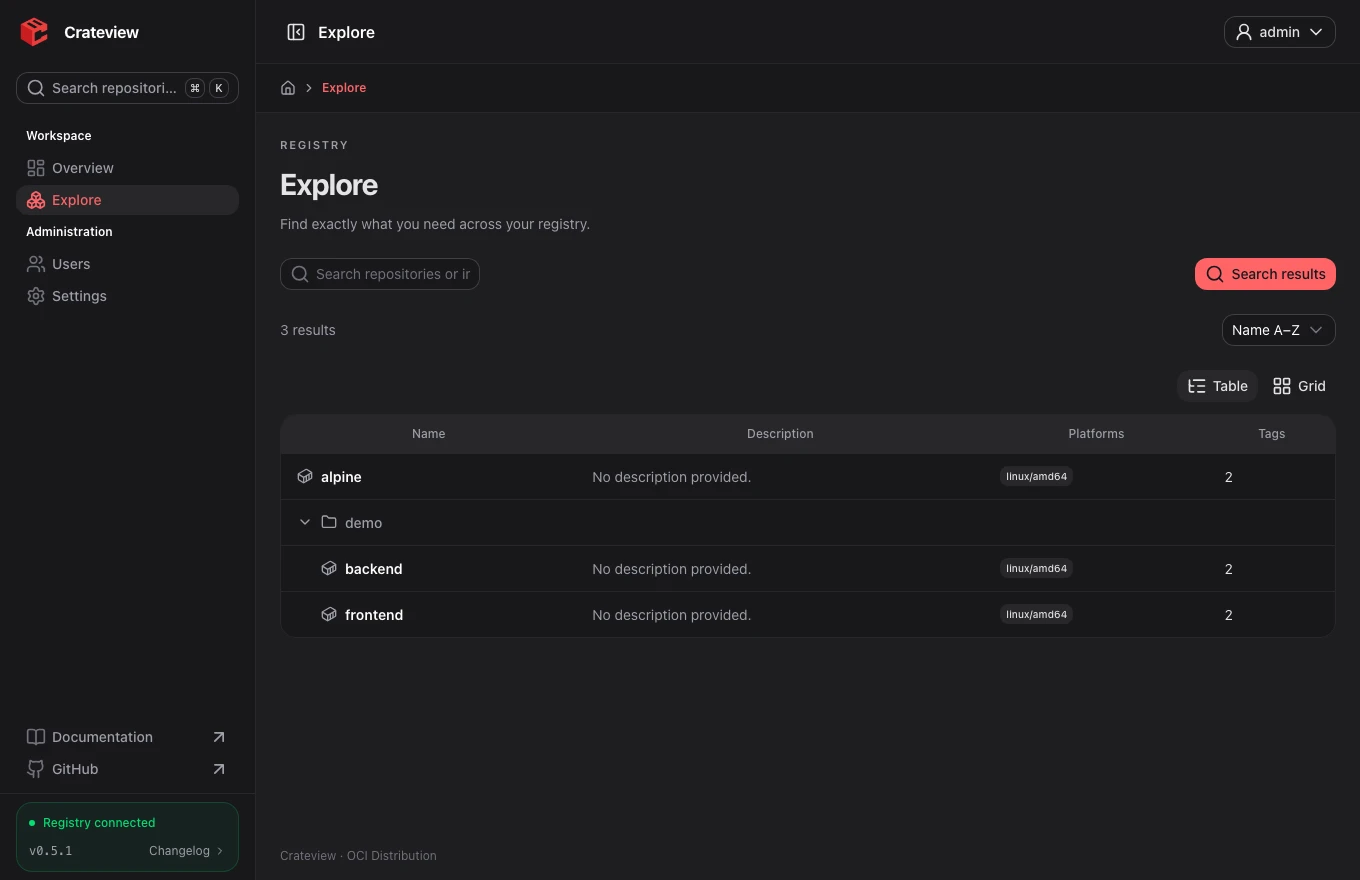 Crateview
Search repositori... ⌘ K
Workspace
Overview
Explore
Administration
Users
Settings
Documentation
GitHub
Registry connected
v0.5.1 Changelog
Explore
admin
Explore
REGISTRY
Explore
Find exactly what you need across your registry.
Search repositories or ir
Search results
3 results
Name A–Z
Table Grid
Name Description Platforms Tags
alpine No description provided. linux/amd64 2
demo
backend No description provided. linux/amd64 2
frontend No description provided. linux/amd64 2
Crateview · OCI Distribution